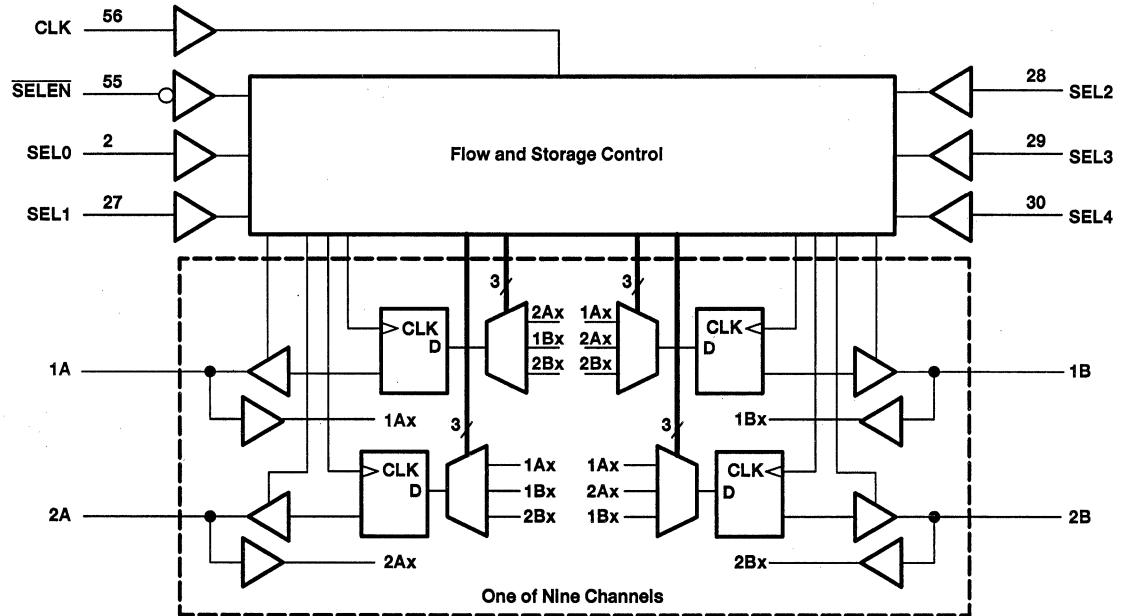 CLK 56
SELEN 55
SEL0 2
SEL1 27
28 SEL2
29 SEL3
30 SEL4
Flow and Storage Control
3
3
CLK
D
2Ax
1Bx
2Bx
1Ax
2Ax
2Bx
CLK
D
1A
1B
1Ax
1Bx
3
3
CLK
D
1Ax
1Bx
2Bx
1Ax
2Ax
1Bx
CLK
D
2A
2B
2Ax
2Bx
One of Nine Channels